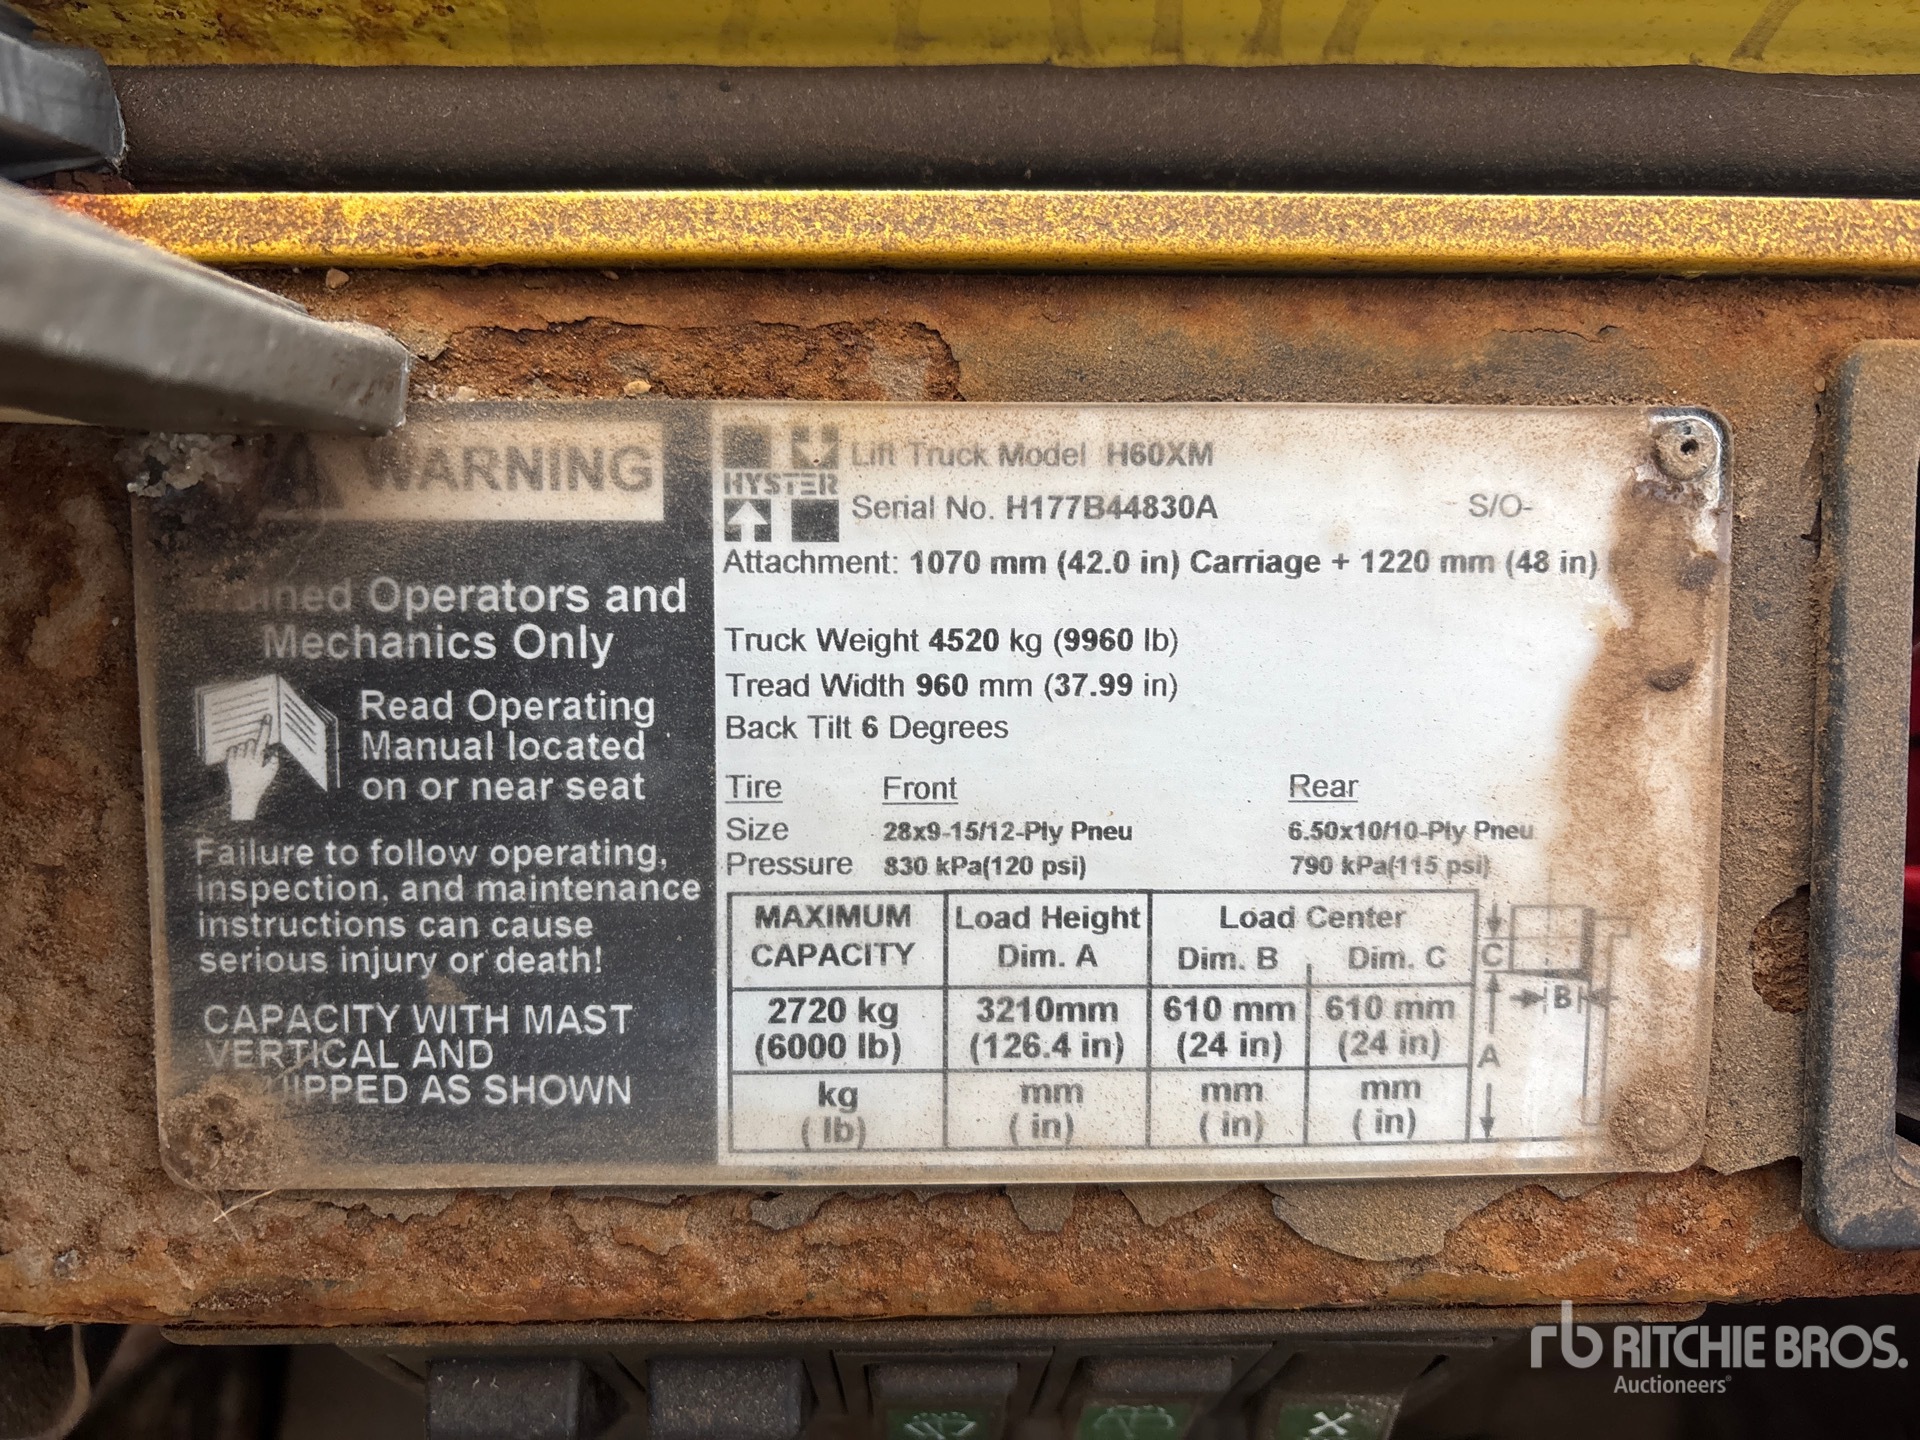 WARNING
Operators and
Mechanics Only
Read Operating
Manual located
on or near seat
Failure to follow operating,
inspection, and maintenance
instructions can cause
serious injury or death!
CAPACITY WITH MAST
VERTICAL AND
AS SHOWN
HYSTER
Lift Truck Model H60XM
Serial No. H177B44830A S/O-
Attachment: 1070 mm (42.0 in) Carriage + 1220 mm (48 in)
Truck Weight 4520 kg (9960 lb)
Tread Width 960 mm (37.99 in)
Back Tilt 6 Degrees
Tire Front Rear
Size 28x9-15/12-Ply Pneu 6.50x10/10-Ply Pneu
Pressure 830 kPa(120 psi) 790 kPa(115 psi)
MAXIMUM Load Height Load Center
CAPACITY Dim. A Dim. B Dim. C
2720 kg 3210mm 610 mm 610 mm
(6000 lb) (126.4 in) (24 in) (24 in)
kg mm mm mm
( lb) ( in) ( in) ( in)
C
B
A
rb RITCHIE BROS.
Auctioneers®